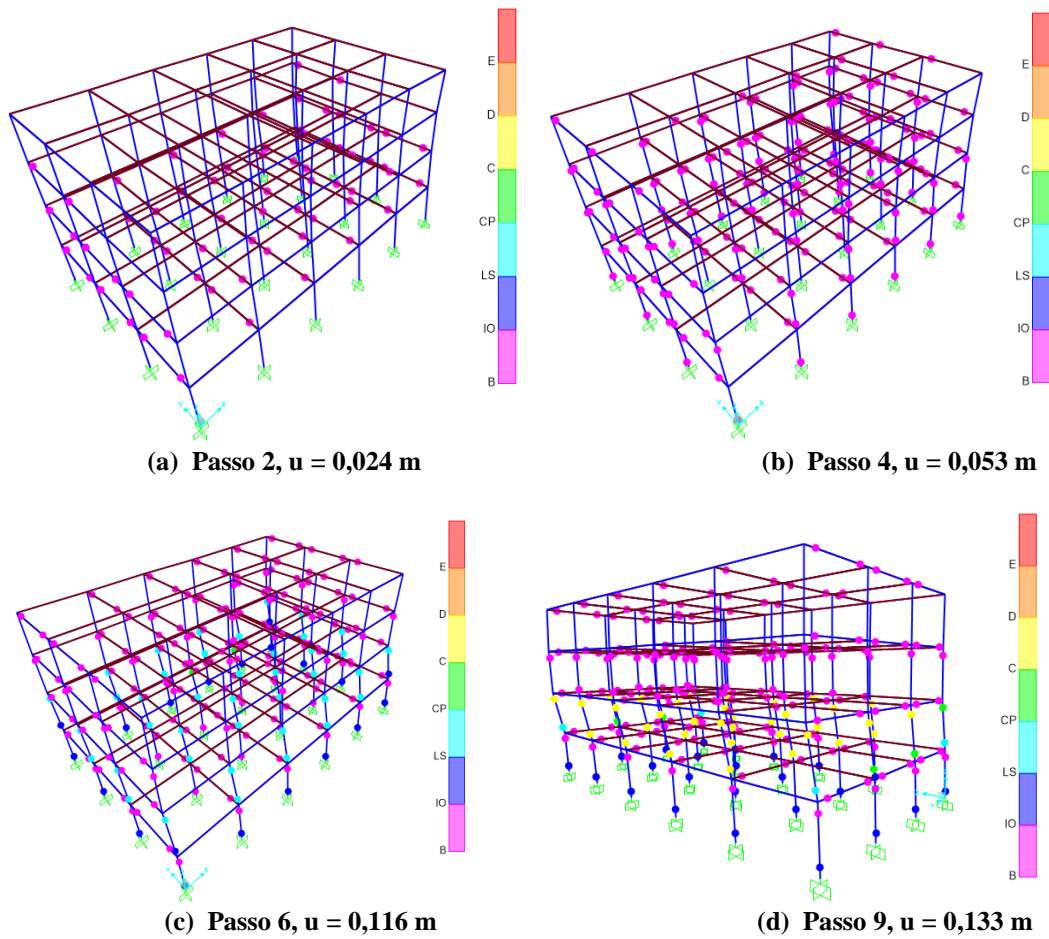 E
D
C
CP
LS
IO
B
Y
X
(a) Passo 2, u = 0,024 m
E
D
C
CP
LS
IO
B
Y
X
(b) Passo 4, u = 0,053 m
E
D
C
CP
LS
IO
B
Y
X
(c) Passo 6, u = 0,116 m
E
D
C
CP
LS
IO
B
X
Y
(d) Passo 9, u = 0,133 m